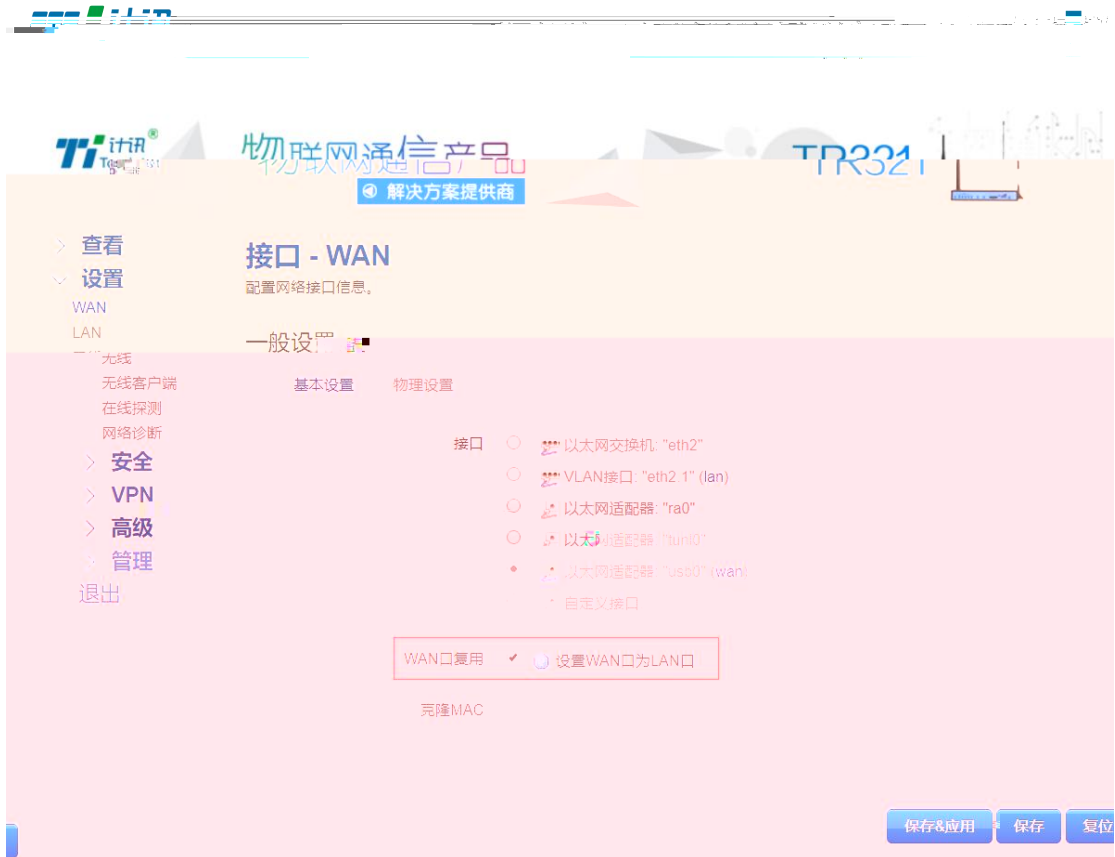 计讯
计讯®
物联网通信产品
TR321
解决方案提供商
查看
设置
WAN
LAN
无线
无线客户端
在线探测
网络诊断
安全
VPN
高级
管理
退出
接口 - WAN
配置网络接口信息。
一般设置
基本设置 物理设置
接口
以太网交换机: "eth2"
VLAN接口: "eth2.1" (lan)
以太网适配器: "ra0"
以太网适配器: "tunl0"
以太网适配器: "usb0" (wan)
自定义接口
WAN口复用 设置WAN口为LAN口
克隆MAC
保存&应用 保存 复位